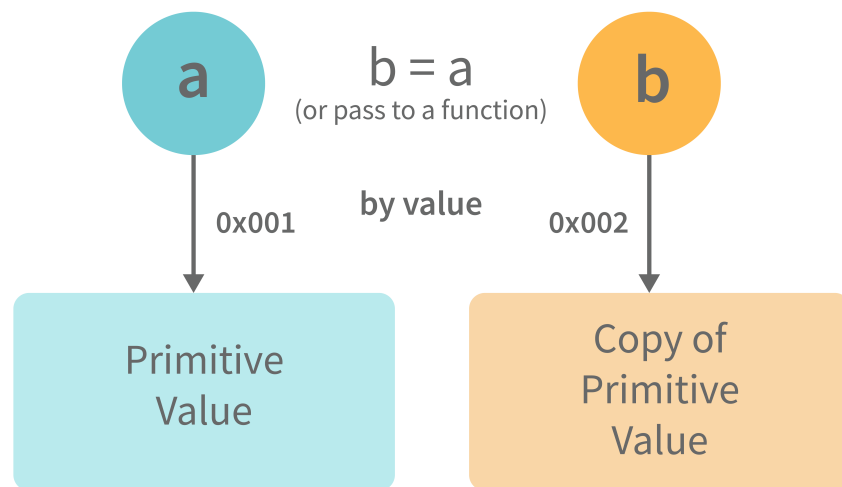 a
b = a
b
(or pass to a function)
by value
0x001
0x002
Primitive
Value
Copy of
Primitive
Value